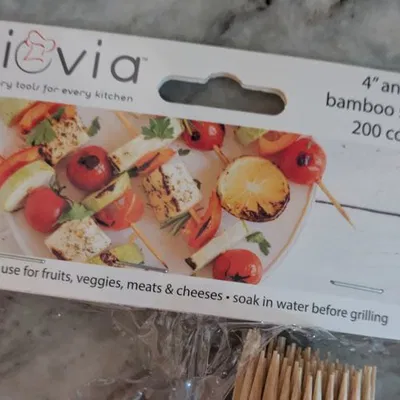 iovia™
ry tools for every kitchen
4" an
bamboo s
200 co
use for fruits, veggies, meats & cheeses • soak in water before grilling